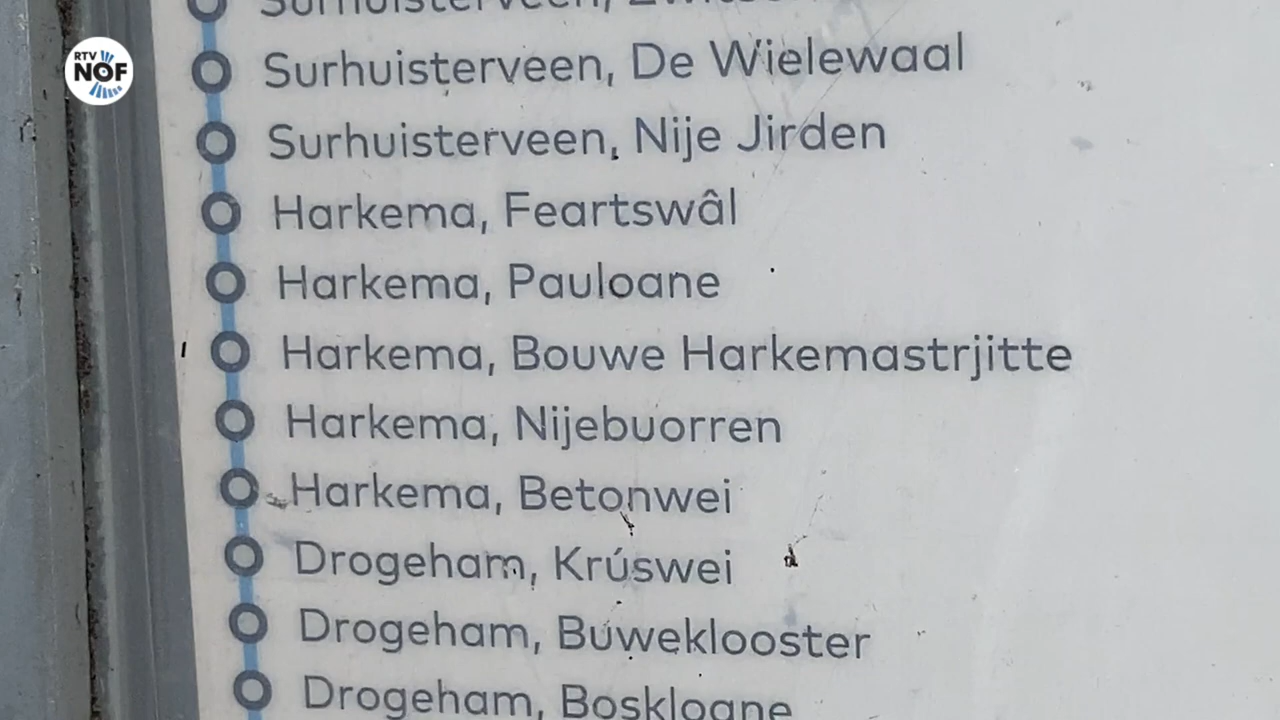 RTV
NOF
Surhuisterveen,
Surhuisterveen, De Wielewaal
Surhuisterveen, Nije Jirden
Harkema, Feartswâl
Harkema, Pauloane
Harkema, Bouwe Harkemastrjitte
Harkema, Nijebuorren
Harkema, Betonwei
Drogeham, Krúswei
Drogeham, Buweklooster
Drogeham, Boskloane